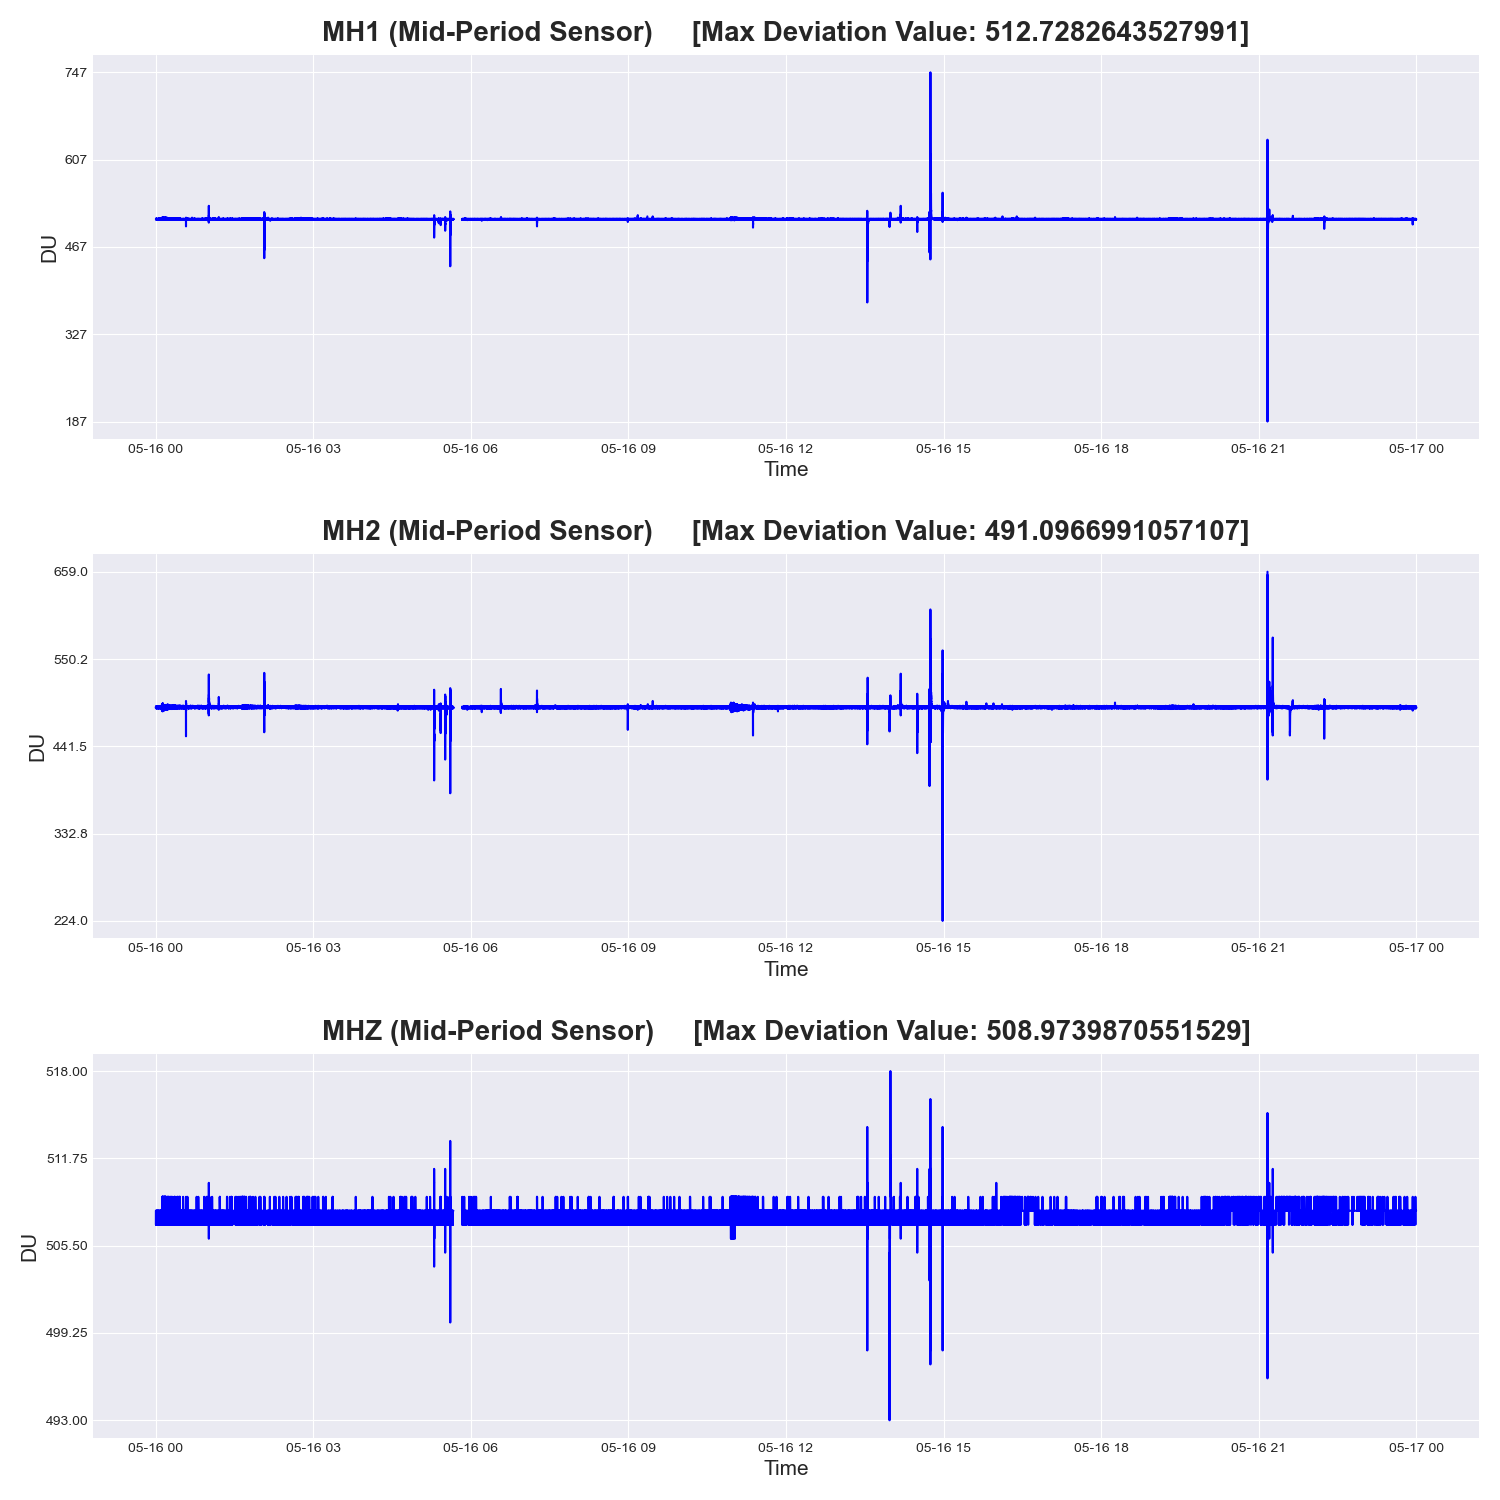 MH1 (Mid-Period Sensor) [Max Deviation Value: 512.7282643527991]
747
607
467
327
187
DU
05-16 00 05-16 03 05-16 06 05-16 09 05-16 12 05-16 15 05-16 18 05-16 21 05-17 00
Time
MH2 (Mid-Period Sensor) [Max Deviation Value: 491.0966991057107]
659.0
550.2
441.5
332.8
224.0
DU
05-16 00 05-16 03 05-16 06 05-16 09 05-16 12 05-16 15 05-16 18 05-16 21 05-17 00
Time
MHZ (Mid-Period Sensor) [Max Deviation Value: 508.9739870551529]
518.00
511.75
505.50
499.25
493.00
DU
05-16 00 05-16 03 05-16 06 05-16 09 05-16 12 05-16 15 05-16 18 05-16 21 05-17 00
Time